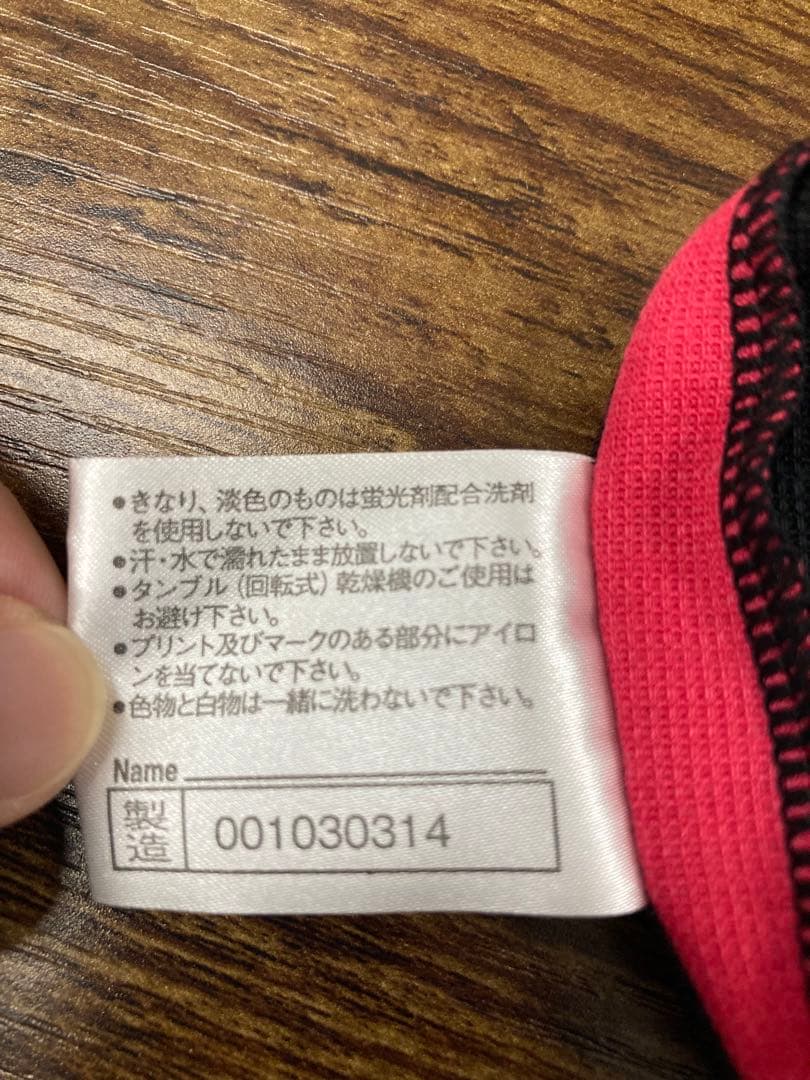 •きなり、淡色のものは蛍光剤配合洗剤
を使用しないで下さい。
•汗・水で濡れたまま放置しないで下さい。
•タンブル（回転式）乾燥機のご使用は
お避け下さい。
•プリント及びマークのある部分にアイロ
ンを当てないで下さい。
•色物と白物は一緒に洗わないで下さい。
Name
製造 001030314